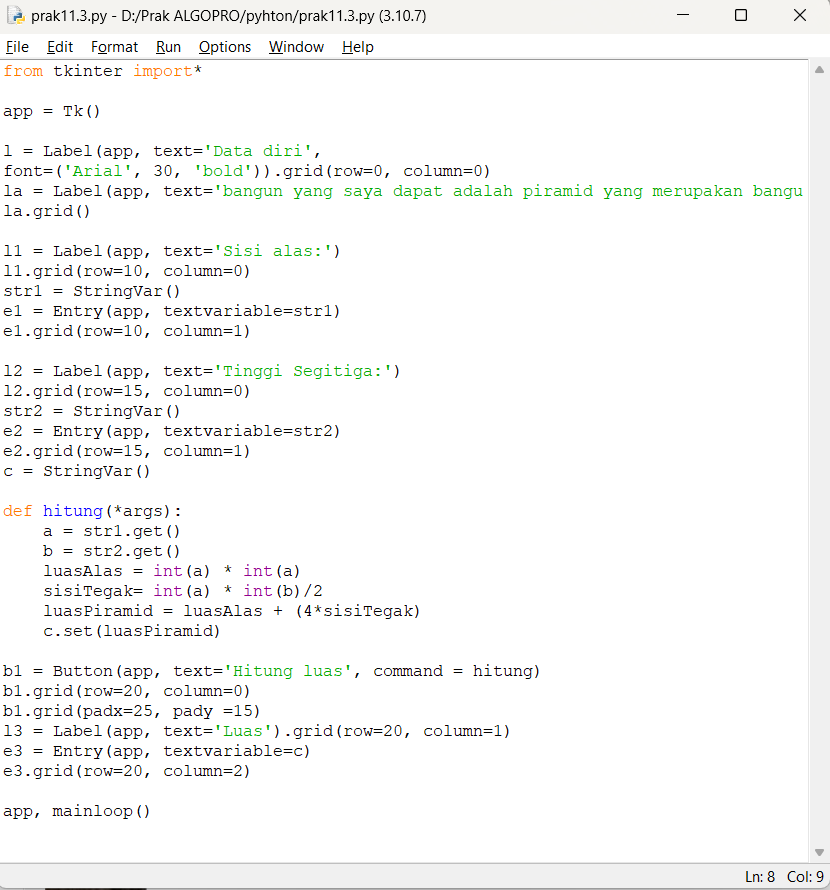 prak11.3.py - D:/Prak ALGOPRO/pyhton/prak11.3.py (3.10.7)
File Edit Format Run Options Window Help
from tkinter import*

app = Tk()

l = Label(app, text='Data diri',
font=('Arial', 30, 'bold')).grid(row=0, column=0)
la = Label(app, text='bangun yang saya dapat adalah piramid yang merupakan bangu
la.grid()

l1 = Label(app, text='Sisi alas:')
l1.grid(row=10, column=0)
str1 = StringVar()
e1 = Entry(app, textvariable=str1)
e1.grid(row=10, column=1)

l2 = Label(app, text='Tinggi Segitiga:')
l2.grid(row=15, column=0)
str2 = StringVar()
e2 = Entry(app, textvariable=str2)
e2.grid(row=15, column=1)
c = StringVar()

def hitung(*args):
    a = str1.get()
    b = str2.get()
    luasAlas = int(a) * int(a)
    sisiTegak= int(a) * int(b)/2
    luasPiramid = luasAlas + (4*sisiTegak)
    c.set(luasPiramid)

b1 = Button(app, text='Hitung luas', command = hitung)
b1.grid(row=20, column=0)
b1.grid(padx=25, pady =15)
l3 = Label(app, text='Luas').grid(row=20, column=1)
e3 = Entry(app, textvariable=c)
e3.grid(row=20, column=2)

app, mainloop()
Ln: 8 Col: 9